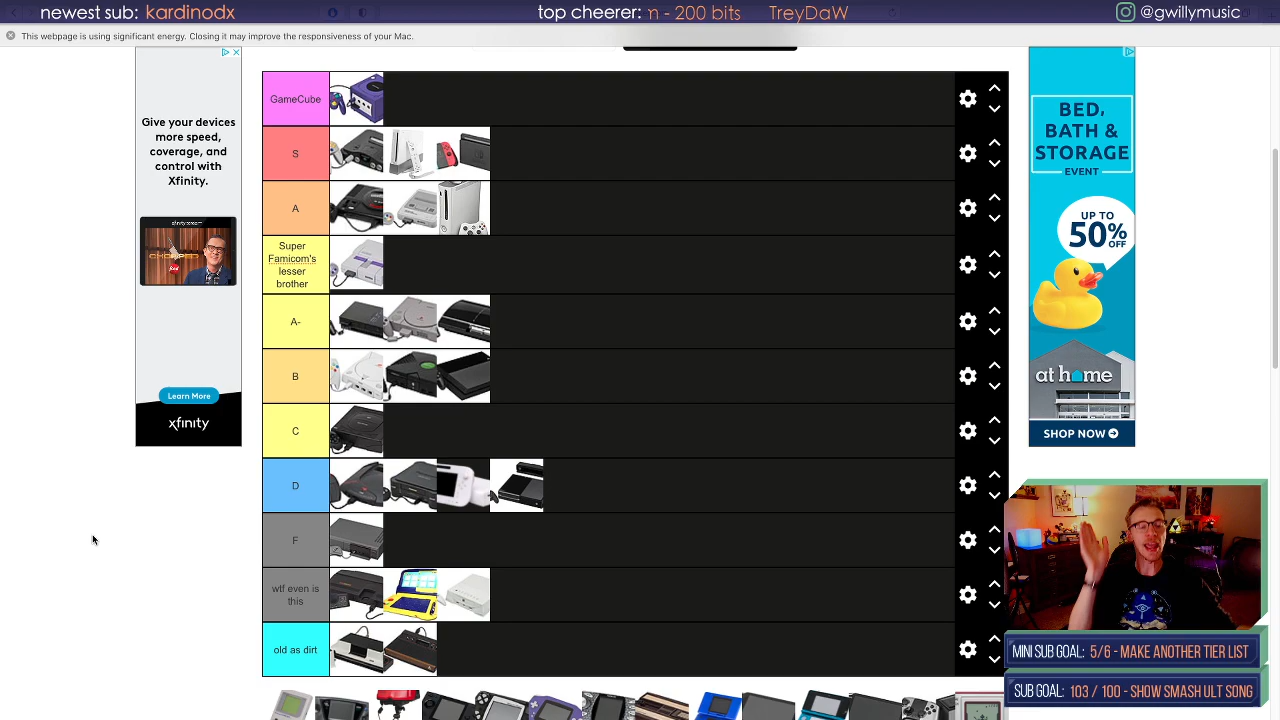 newest sub: kardinodx
top cheerer: n - 200 bits TreyDaW
@gwillymusic
This webpage is using significant energy. Closing it may improve the responsiveness of your Mac.
Give your devices
more speed,
coverage, and
control with
Xfinity.
Learn More
xfinity
GameCube
S
A
Super
Famicom's
lesser
brother
A-
B
C
D
F
wtf even is
this
old as dirt
BED,
BATH &
STORAGE
EVENT
UP TO
50%
OFF
at home
SHOP NOW
MINI SUB GOAL: 5/6 - MAKE ANOTHER TIER LIST
SUB GOAL: 103 / 100 - SHOW SMASH ULT SONG